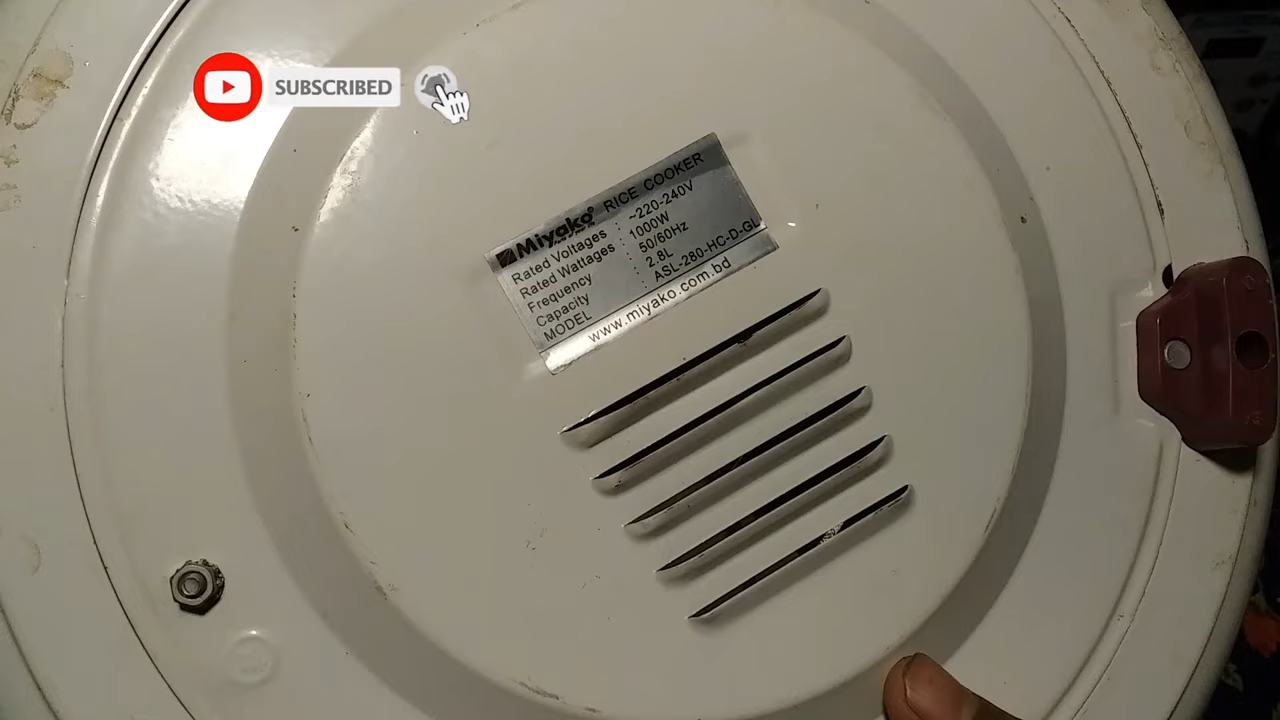 SUBSCRIBED
Miyako® RICE COOKER
Rated Voltages : ~220-240V
Rated Wattages : 1000W
Frequency : 50/60Hz
Capacity : 2.8L
MODEL : ASL-280-HC-D-GL
www.miyako.com.bd